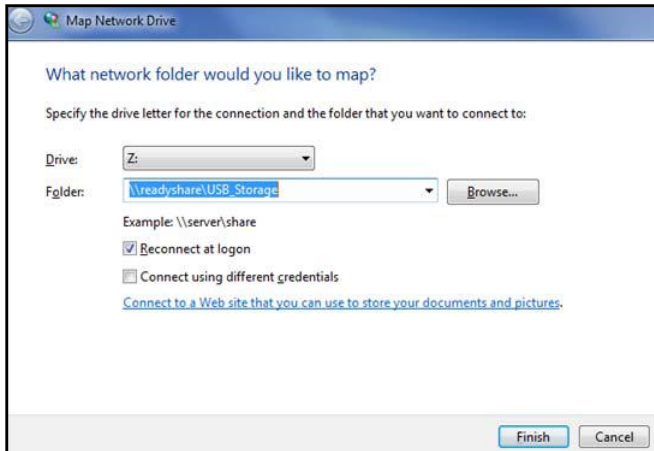 Map Network Drive
What network folder would you like to map?
Specify the drive letter for the connection and the folder that you want to connect to:
Drive: Z:
Folder: \\readyshare\USB_Storage Browse...
Example: \\server\share
Reconnect at logon
Connect using different credentials
Connect to a Web site that you can use to store your documents and pictures.
Finish Cancel